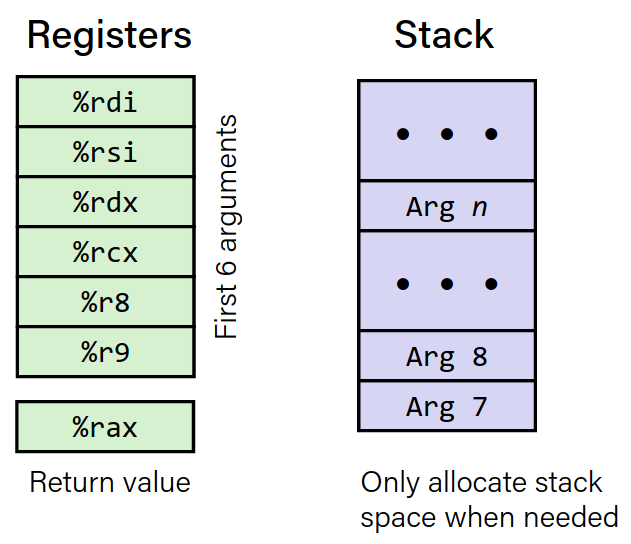 Registers
%rdi
%rsi
%rdx
%rcx
%r8
%r9
First 6 arguments
%rax
Return value
Stack
• • •
Arg n
• • •
Arg 8
Arg 7
Only allocate stack
space when needed